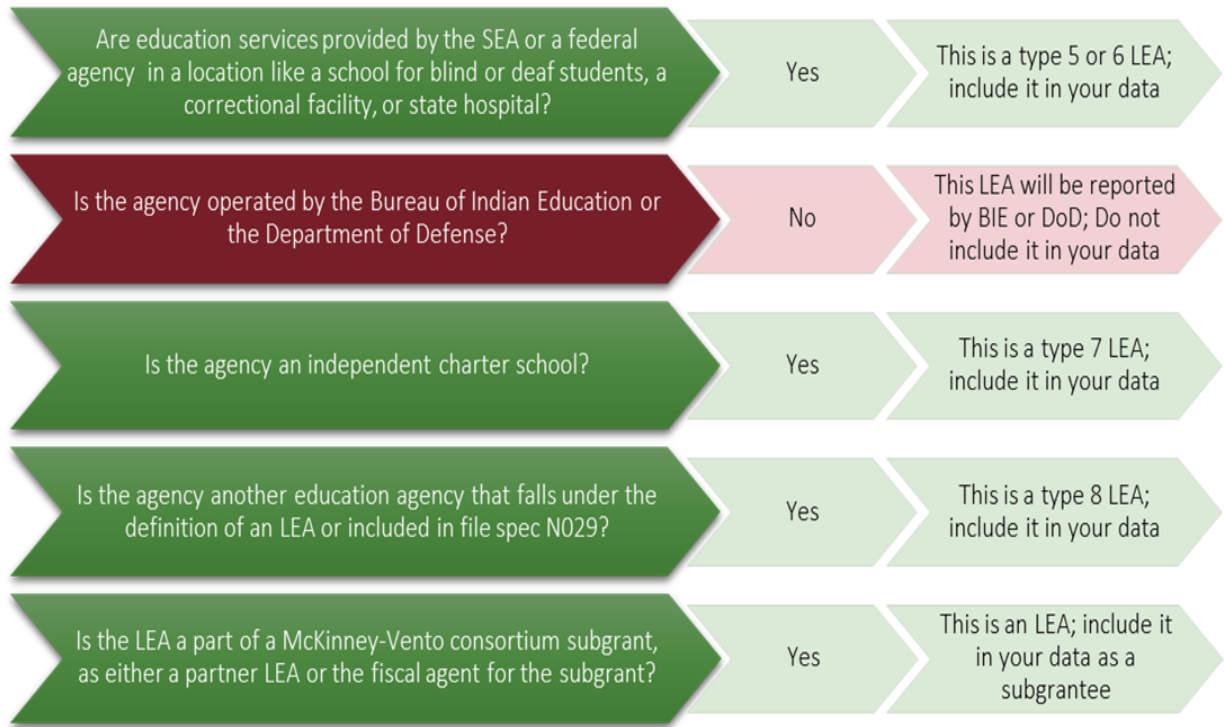 Are education services provided by the SEA or a federal
agency in a location like a school for blind or deaf students, a
correctional facility, or state hospital?
Yes
This is a type 5 or 6 LEA;
include it in your data
Is the agency operated by the Bureau of Indian Education or
the Department of Defense?
No
This LEA will be reported
by BIE or DoD; Do not
include it in your data
Is the agency an independent charter school?
Yes
This is a type 7 LEA;
include it in your data
Is the agency another education agency that falls under the
definition of an LEA or included in file spec N029?
Yes
This is a type 8 LEA;
include it in your data
Is the LEA a part of a McKinney-Vento consortium subgrant,
as either a partner LEA or the fiscal agent for the subgrant?
Yes
This is an LEA; include it
in your data as a
subgrantee